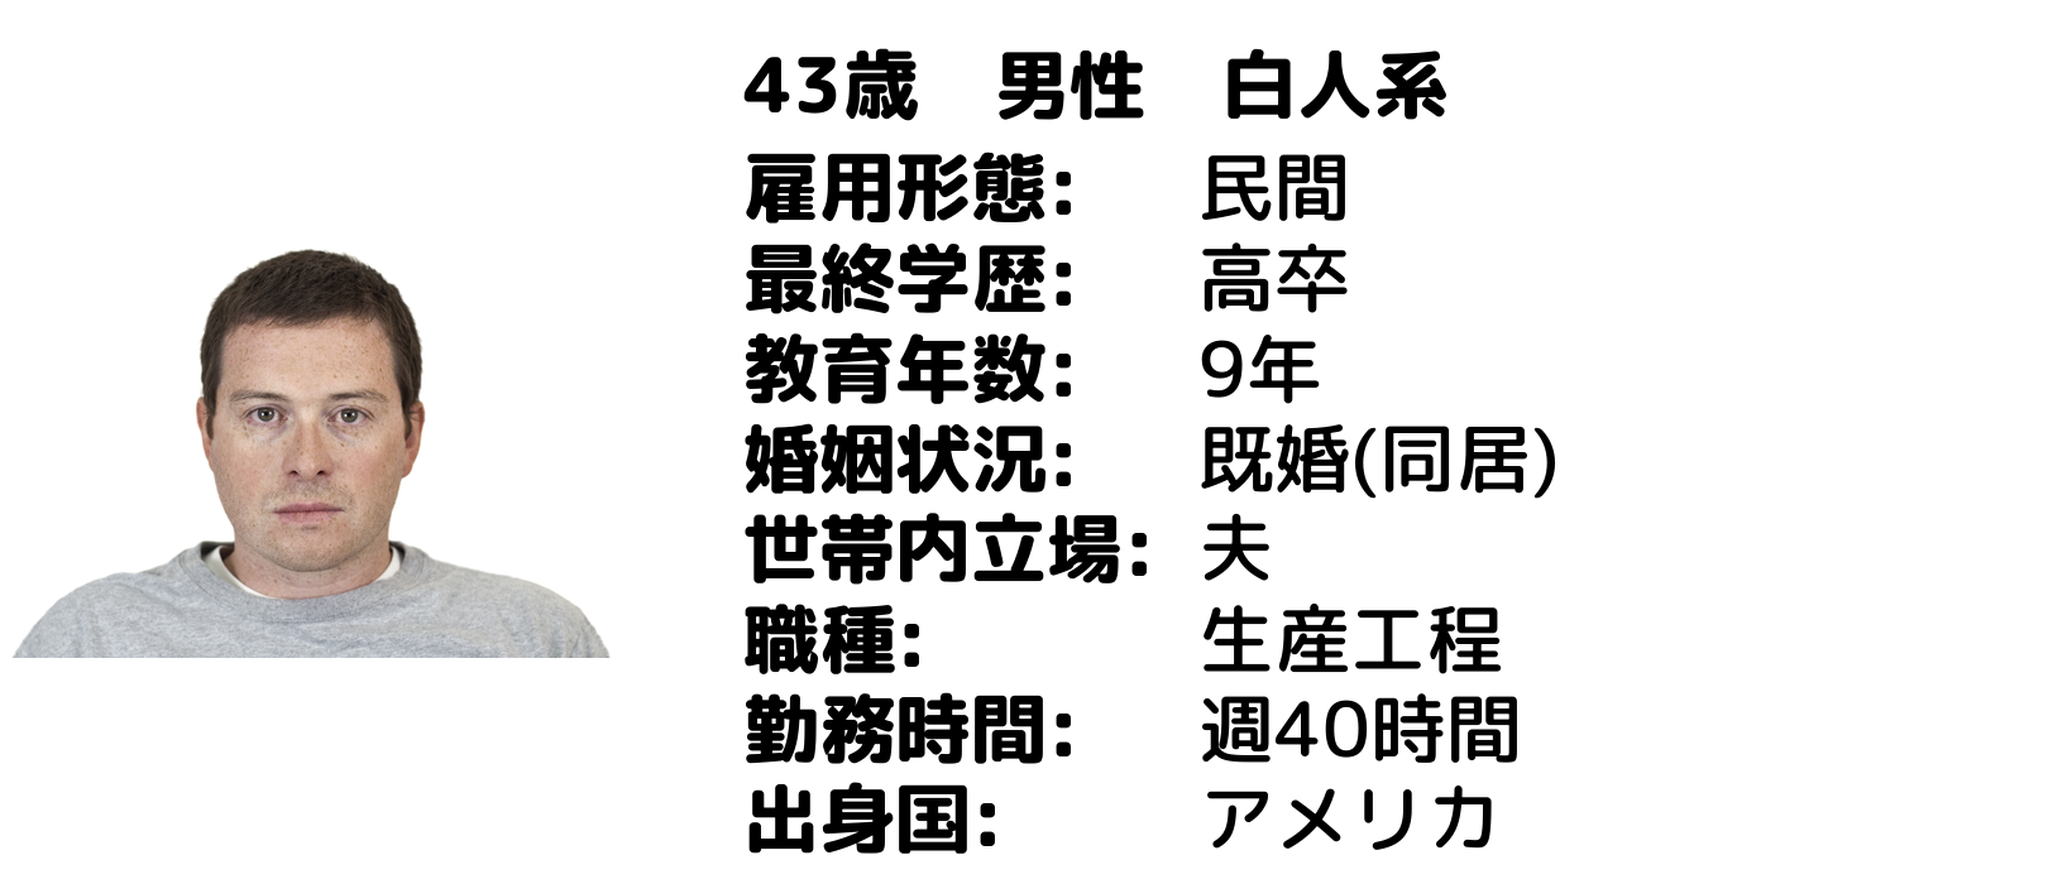 43歳　男性　白人系
雇用形態:　民間
最終学歴:　高卒
教育年数:　9年
婚姻状況:　既婚(同居)
世帯内立場:　夫
職種:　生産工程
勤務時間:　週40時間
出身国:　アメリカ